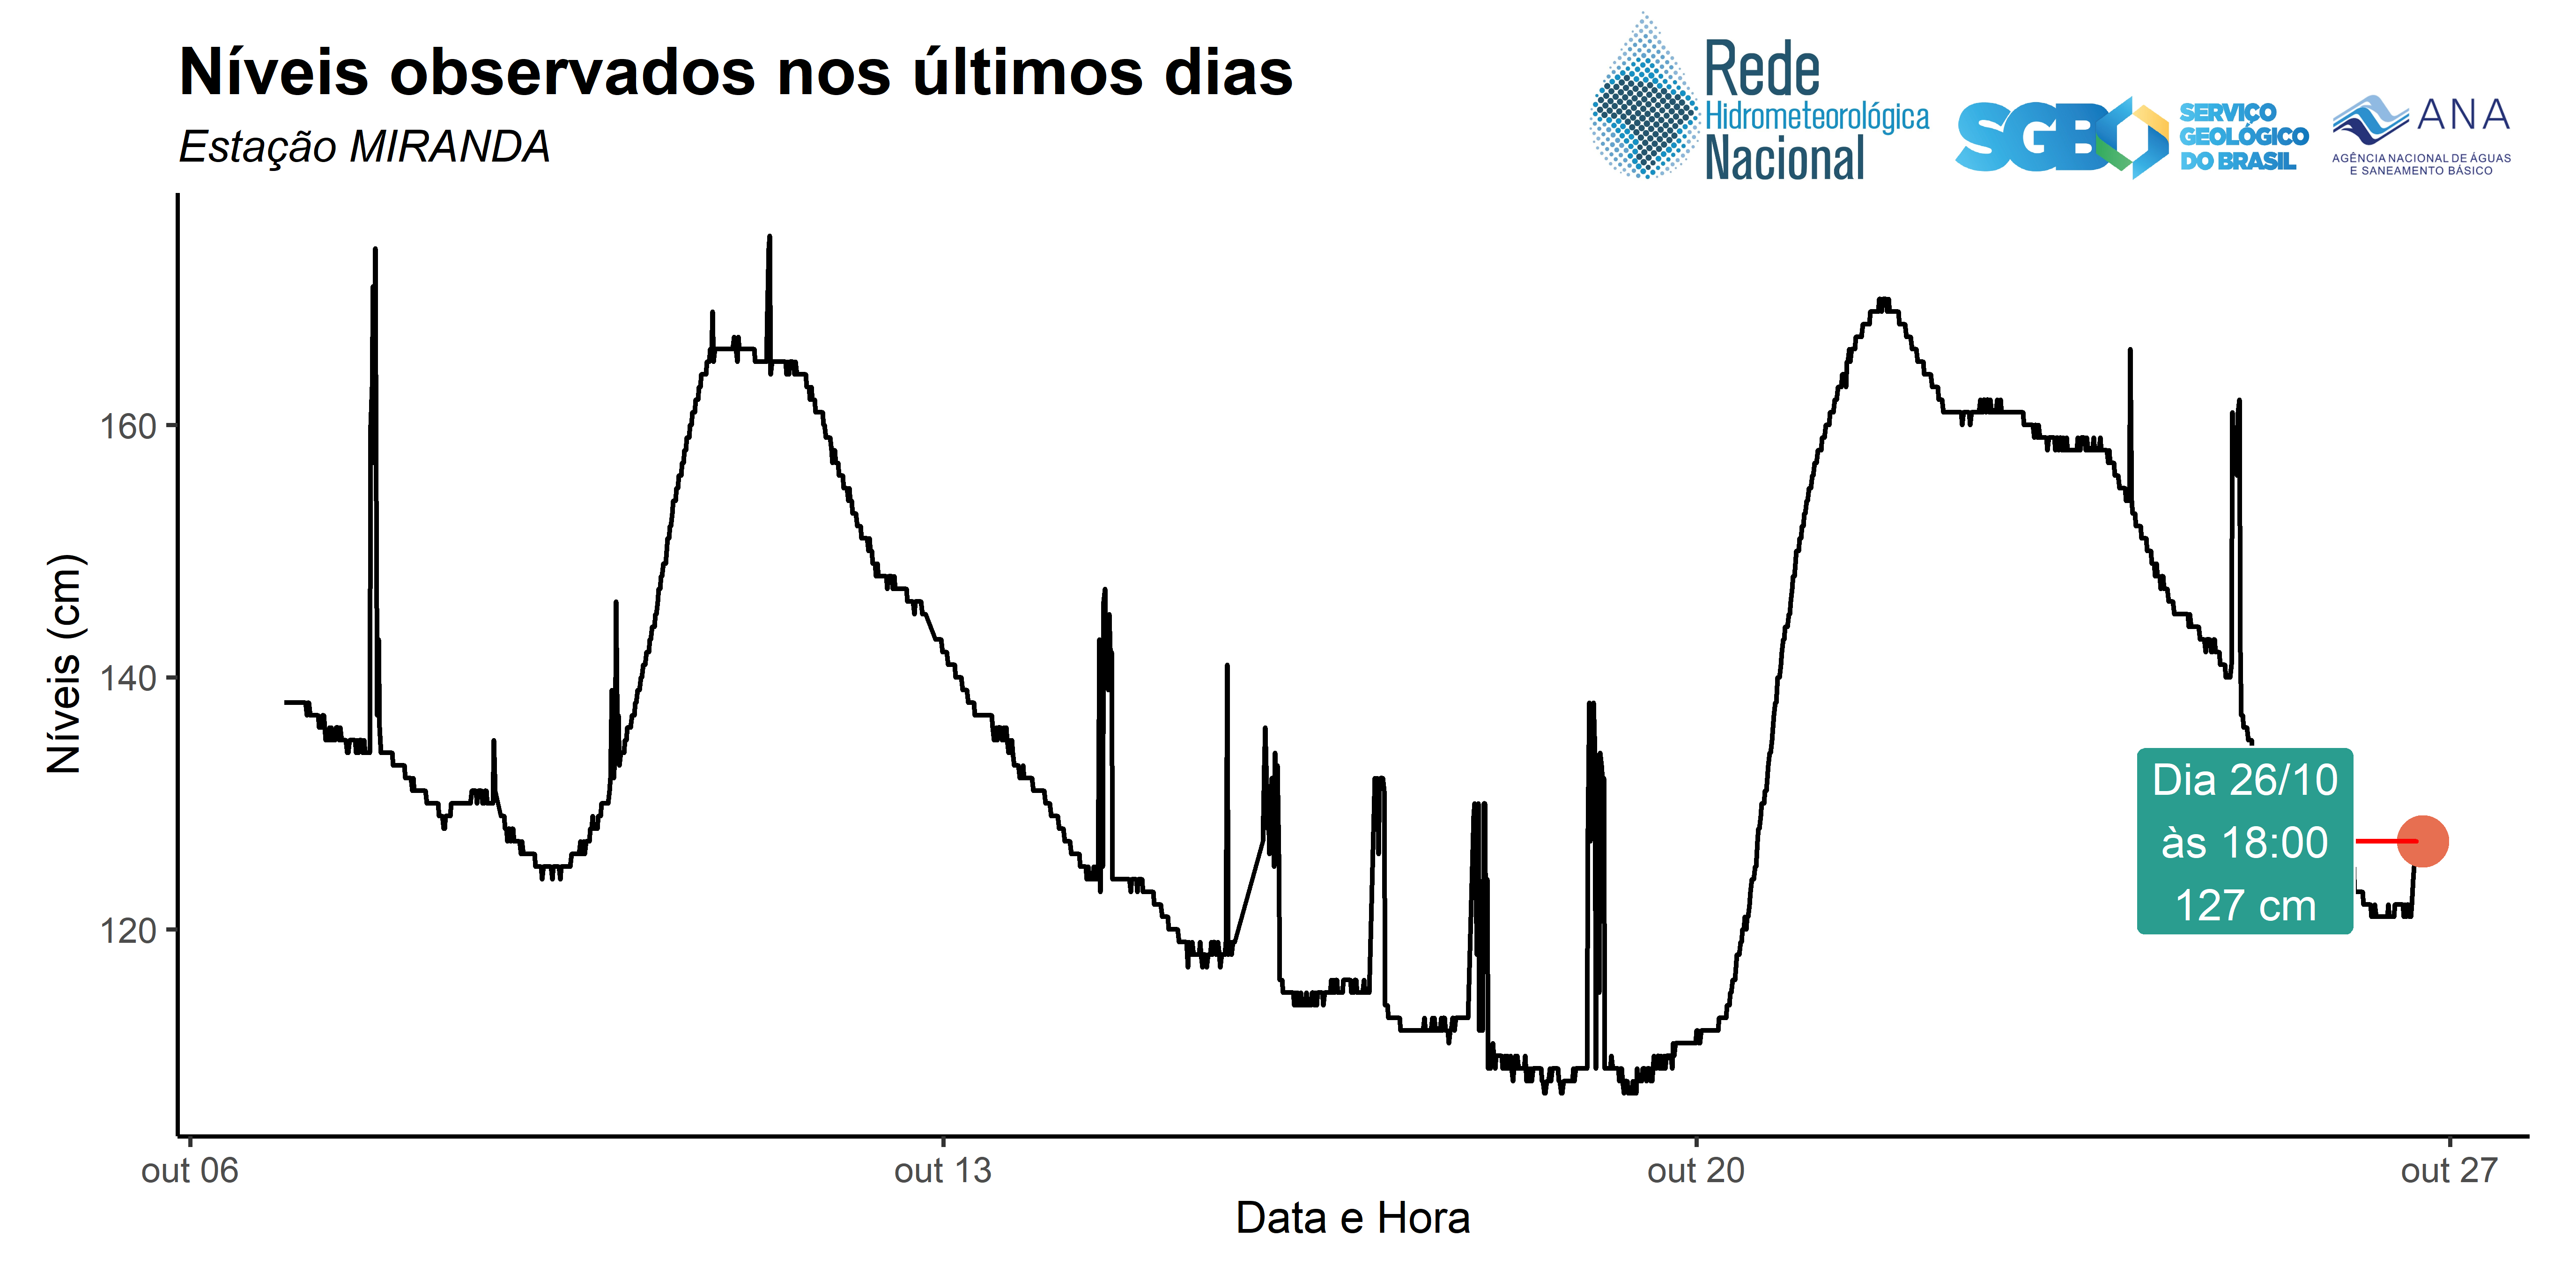 Níveis observados nos últimos dias
Estação MIRANDA
Rede
Hidrometeorológica
Nacional
SGB
SERVIÇO
GEOLÓGICO
DO BRASIL
ANA
AGÊNCIA NACIONAL DE ÁGUAS
E SANEAMENTO BÁSICO
Níveis (cm)
160
140
120
Dia 26/10
às 18:00
127 cm
out 06
out 13
out 20
out 27
Data e Hora